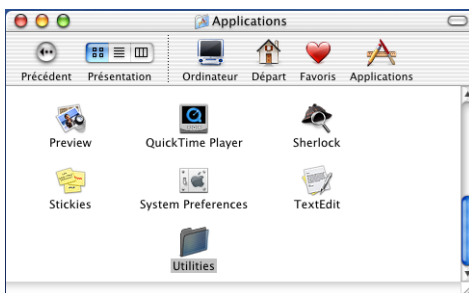 Applications
Précédent Présentation Ordinateur Départ Favoris Applications
Preview QuickTime Player Sherlock
Stickies System Preferences TextEdit
Utilities